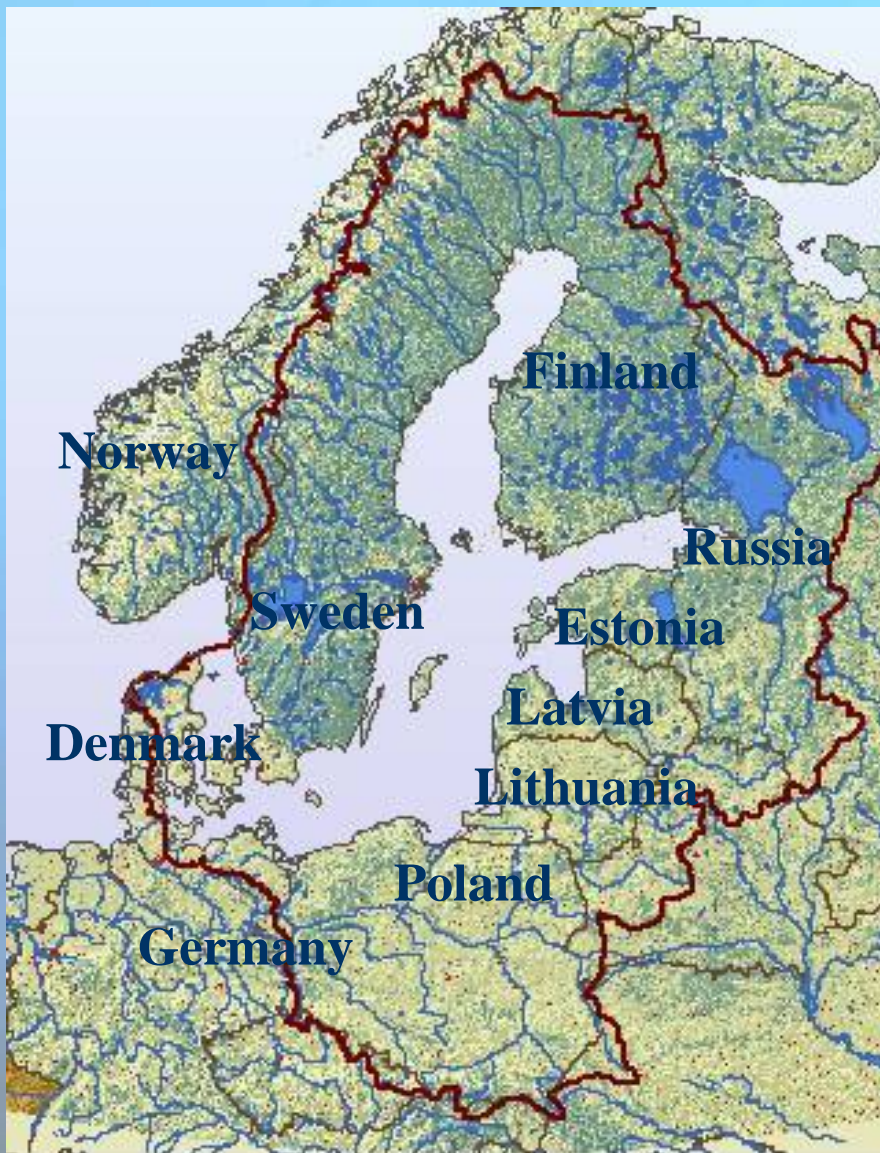 Finland
Norway
Russia
Sweden
Estonia
Latvia
Denmark
Lithuania
Poland
Germany